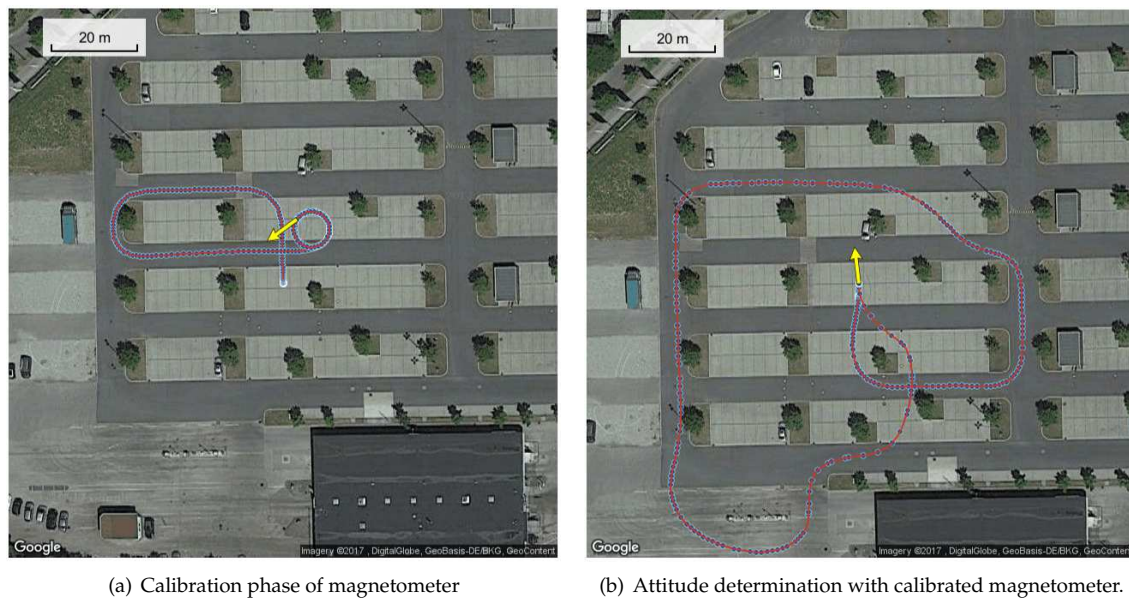 20 m
20 m
Google
Imagery ©2017 , DigitalGlobe, GeoBasis-DE/BKG, GeoContent
Google
Imagery ©2017 , DigitalGlobe, GeoBasis-DE/BKG, GeoContent
(a) Calibration phase of magnetometer
(b) Attitude determination with calibrated magnetometer.